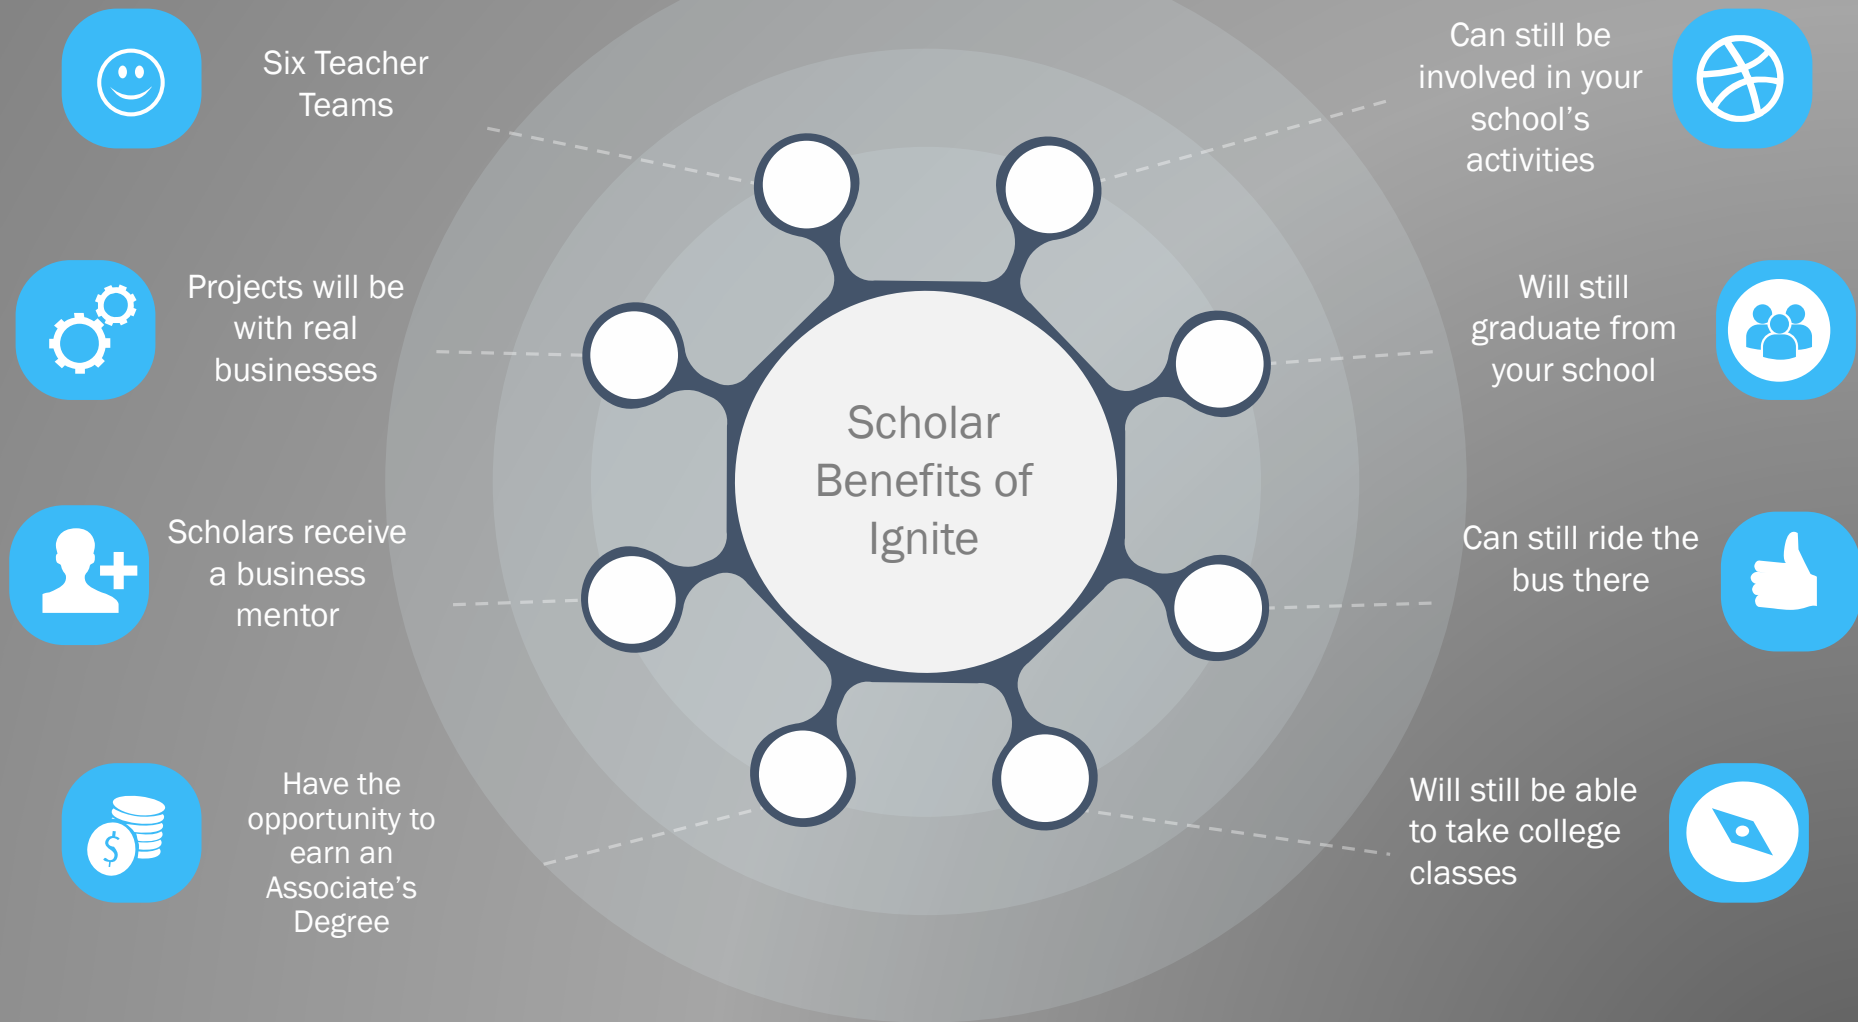 Six Teacher
Teams
Projects will be
with real
businesses
Scholars receive
a business
mentor
Have the
opportunity to
earn an
Associate’s
Degree
Scholar
Benefits of
Ignite
Can still be
involved in your
school’s
activities
Will still
graduate from
your school
Can still ride the
bus there
Will still be able
to take college
classes
$